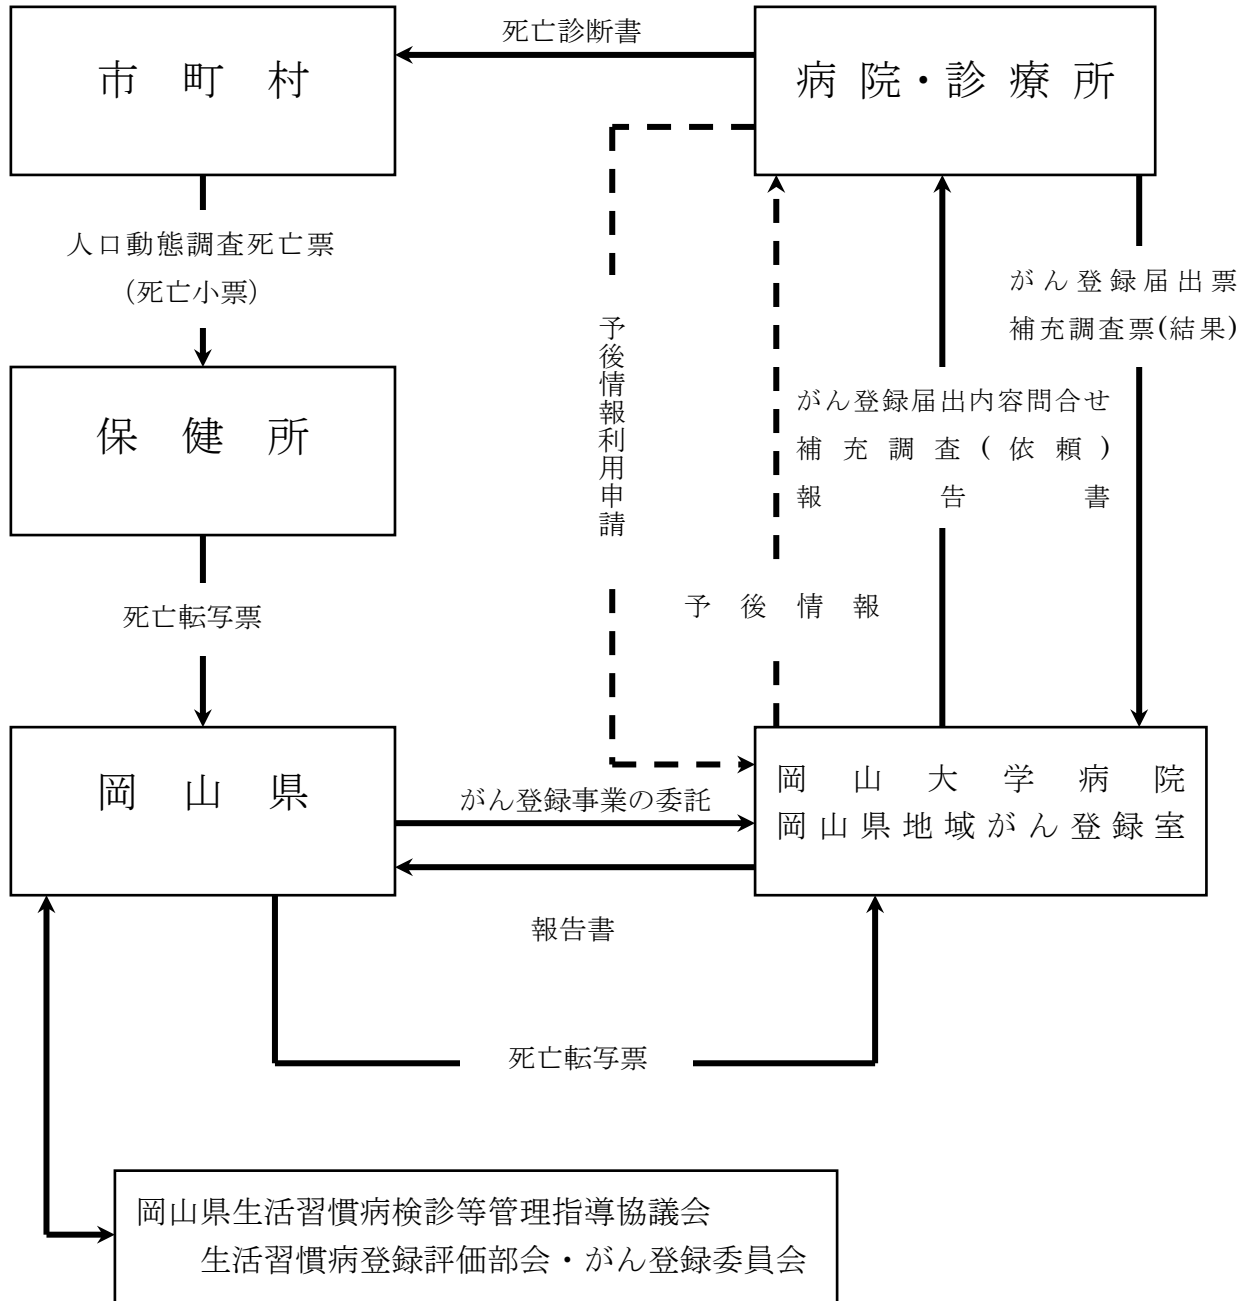 死亡診断書
市町村
病院・診療所
人口動態調査死亡票
(死亡小票)
がん登録届出票
補充調査票(結果)
予後情報利用申請
保健所
がん登録届出内容問合せ
補充調査(依頼)
報告書
予後情報
死亡転写票
岡山県
がん登録事業の委託
岡山大学病院
岡山県地域がん登録室
報告書
死亡転写票
岡山県生活習慣病検診等管理指導協議会
生活習慣病登録評価部会・がん登録委員会